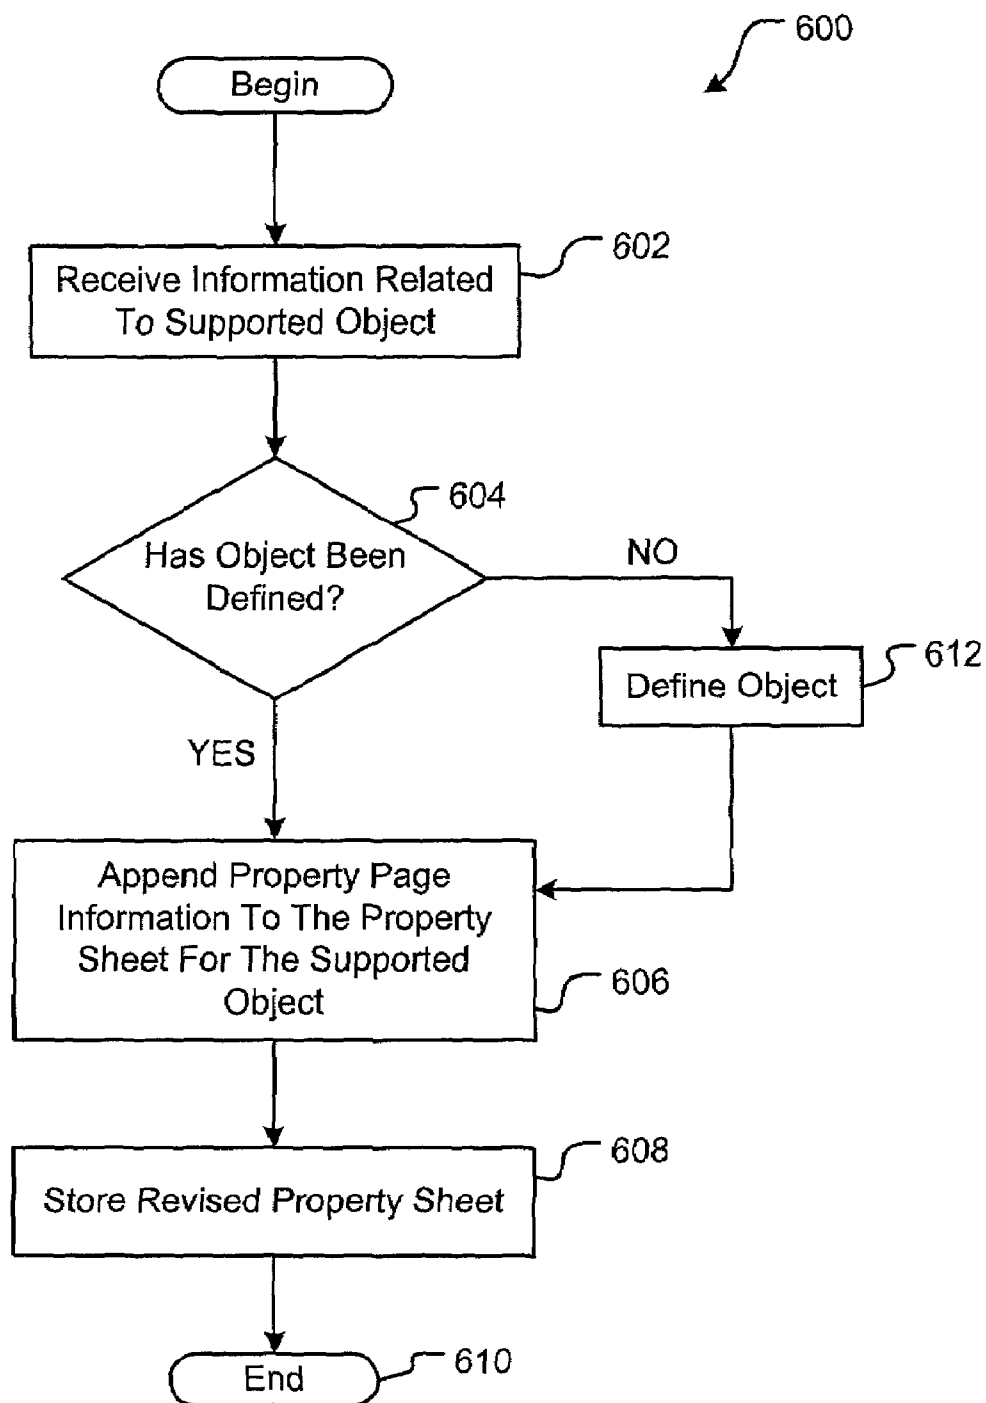 600
Begin
602
Receive Information Related
To Supported Object
604
Has Object Been
Defined?
NO
612
Define Object
YES
Append Property Page
Information To The Property
Sheet For The Supported
Object
606
608
Store Revised Property Sheet
End
610